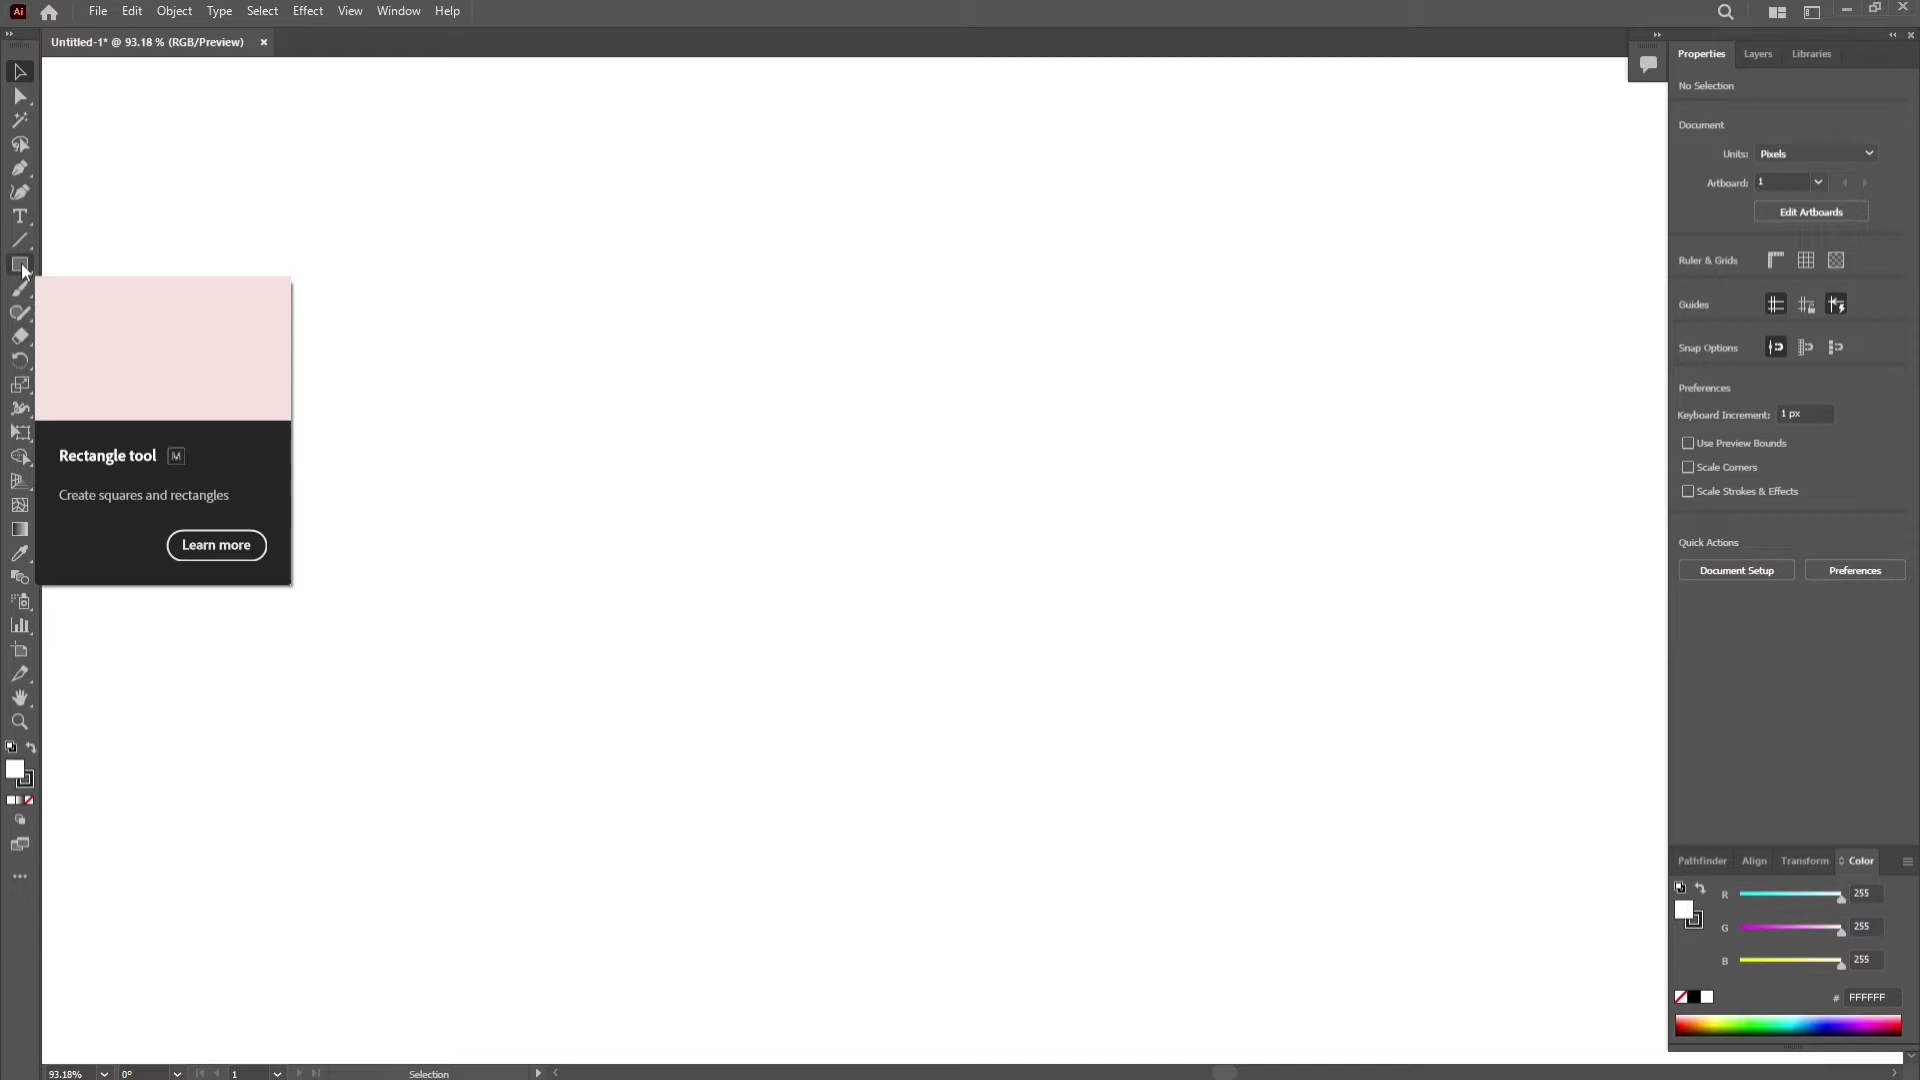 Ai File Edit Object Type Select Effect View Window Help
Untitled-1* @ 93.18 % (RGB/Preview) ×
Properties Layers Libraries
No Selection
Document
Units: Pixels
Artboard: 1
Edit Artboards
Ruler & Grids
Guides
Snap Options
Preferences
Keyboard Increment: 1 px
Use Preview Bounds
Scale Corners
Scale Strokes & Effects
Quick Actions
Document Setup Preferences
Rectangle tool M
Create squares and rectangles
Learn more
Pathfinder Align Transform Color
R 255
G 255
B 255
# FFFFFF
93.18% 0° 1 Selection